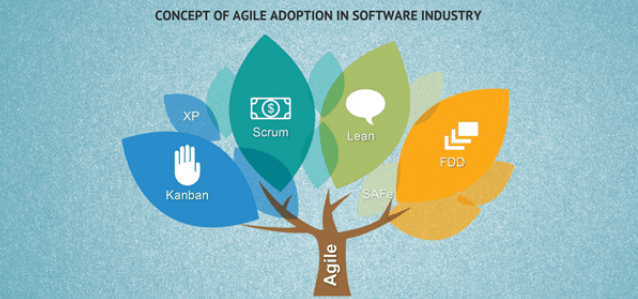 CONCEPT OF AGILE ADOPTION IN SOFTWARE INDUSTRY
XP
Scrum
Lean
FDD
Kanban
SAFe
Agile